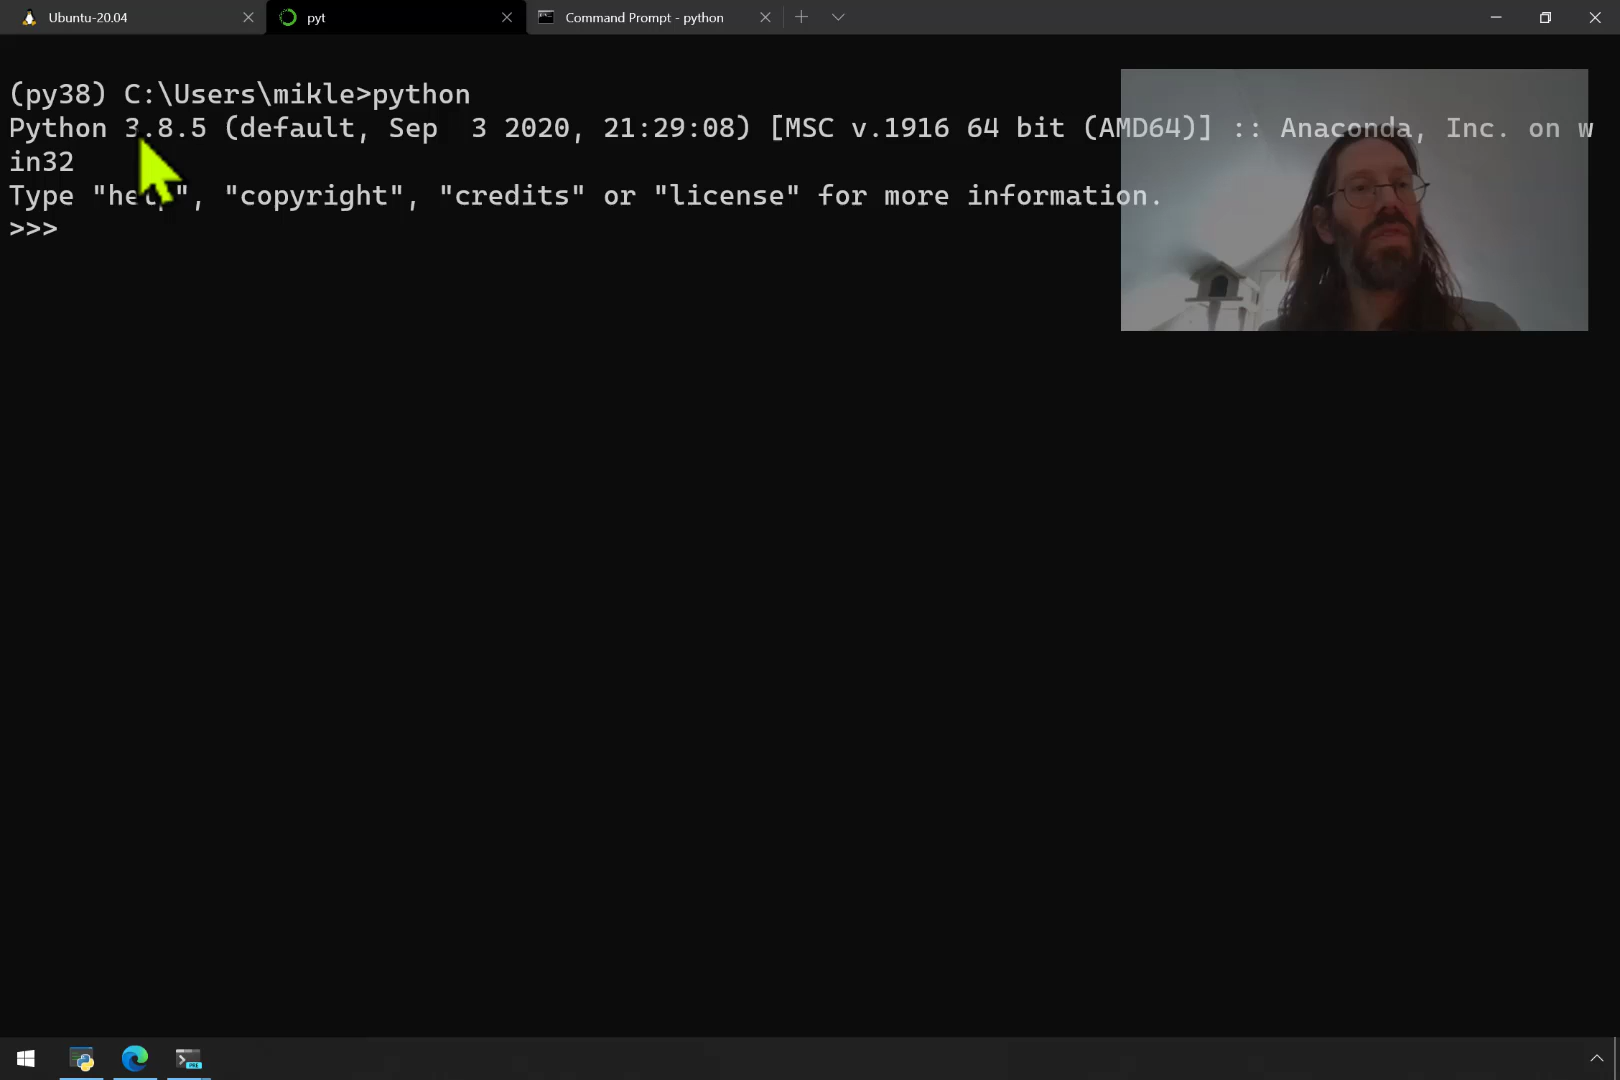 Ubuntu-20.04
pyt
Command Prompt - python
(py38) C:\Users\mikle>python
Python 3.8.5 (default, Sep  3 2020, 21:29:08) [MSC v.1916 64 bit (AMD64)] :: Anaconda, Inc. on w
in32
Type "help", "copyright", "credits" or "license" for more information.
>>>
PRE